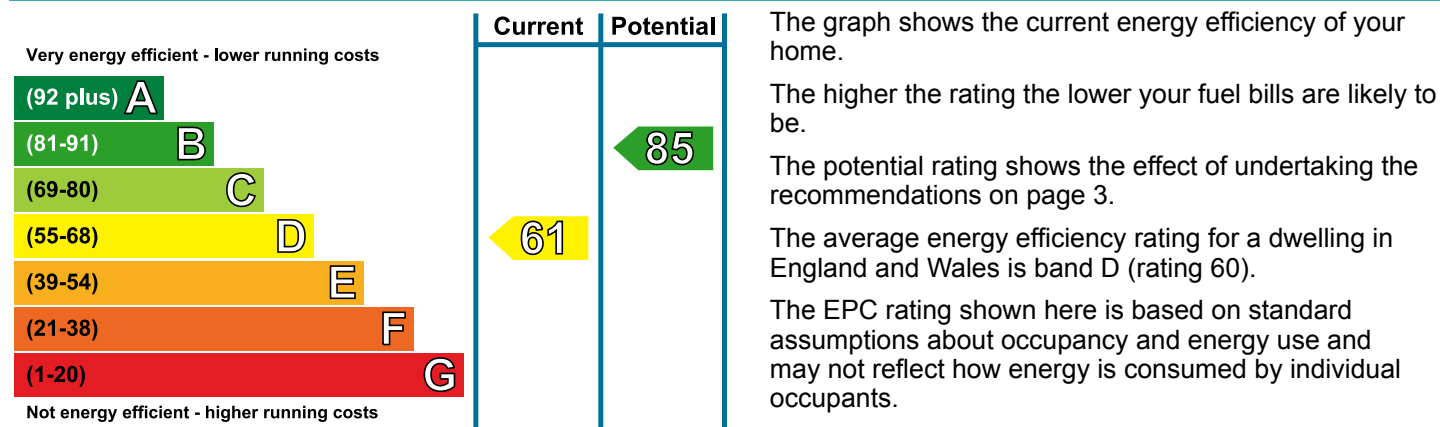 Current Potential
Very energy efficient - lower running costs
(92 plus) A
(81-91) B
85
(69-80) C
(55-68) D
61
(39-54) E
(21-38) F
(1-20) G
Not energy efficient - higher running costs
The graph shows the current energy efficiency of your
home.
The higher the rating the lower your fuel bills are likely to
be.
The potential rating shows the effect of undertaking the
recommendations on page 3.
The average energy efficiency rating for a dwelling in
England and Wales is band D (rating 60).
The EPC rating shown here is based on standard
assumptions about occupancy and energy use and
may not reflect how energy is consumed by individual
occupants.